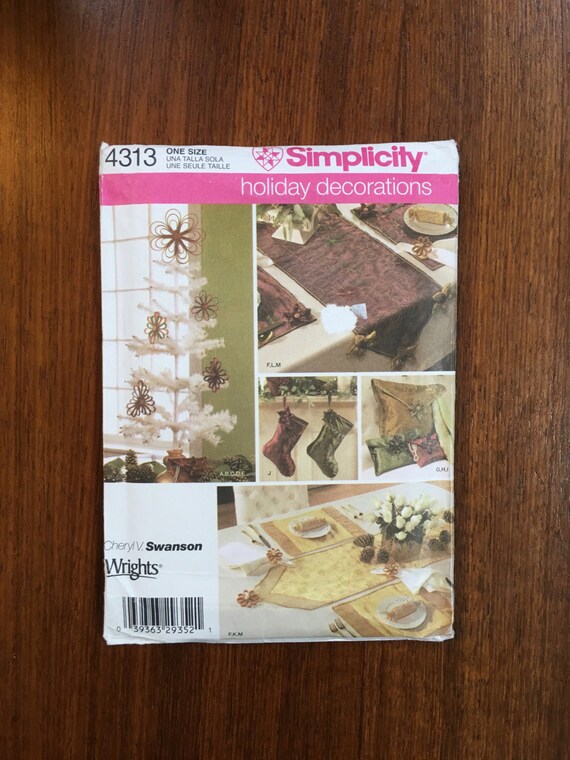 4313
ONE SIZE
UNA TALLA SOLA
UNE SEULE TAILLE
Simplicity®
holiday decorations
F,L,M
A,B,C,D,E
J
G,H,I
Cheryl V. Swanson
Wrights®
0 39363 29352 1
F,K,M